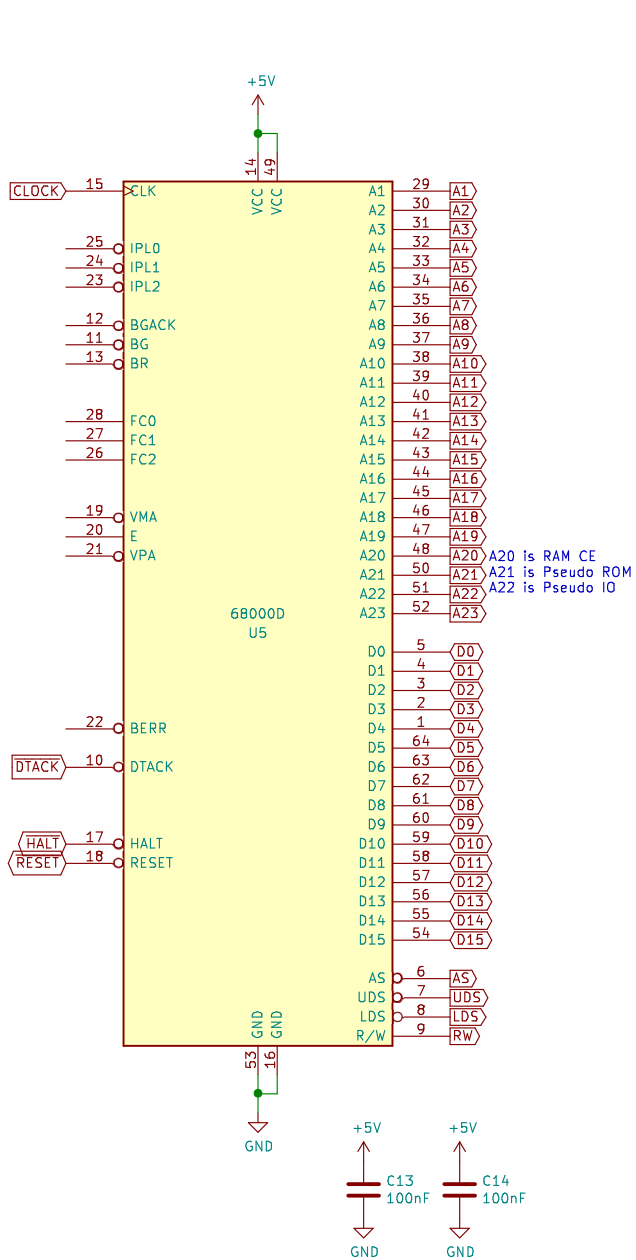 +5V
14
49
VCC
VCC
CLOCK 15 CLK
25 IPL0
24 IPL1
23 IPL2
12 BGACK
11 BG
13 BR
28 FC0
27 FC1
26 FC2
19 VMA
20 E
21 VPA
22 BERR
DTACK 10 DTACK
HALT 17 HALT
RESET 18 RESET
68000D
U5
A1 29 A1
A2 30 A2
A3 31 A3
A4 32 A4
A5 33 A5
A6 34 A6
A7 35 A7
A8 36 A8
A9 37 A9
A10 38 A10
A11 39 A11
A12 40 A12
A13 41 A13
A14 42 A14
A15 43 A15
A16 44 A16
A17 45 A17
A18 46 A18
A19 47 A19
A20 48 A20
A21 50 A21
A22 51 A22
A23 52 A23
A20 is RAM CE
A21 is Pseudo ROM
A22 is Pseudo IO
D0 5 D0
D1 4 D1
D2 3 D2
D3 2 D3
D4 1 D4
D5 64 D5
D6 63 D6
D7 62 D7
D8 61 D8
D9 60 D9
D10 59 D10
D11 58 D11
D12 57 D12
D13 56 D13
D14 55 D14
D15 54 D15
AS 6 AS
UDS 7 UDS
LDS 8 LDS
R/W 9 RW
GND
GND
53
16
GND
+5V
C13
100nF
GND
+5V
C14
100nF
GND